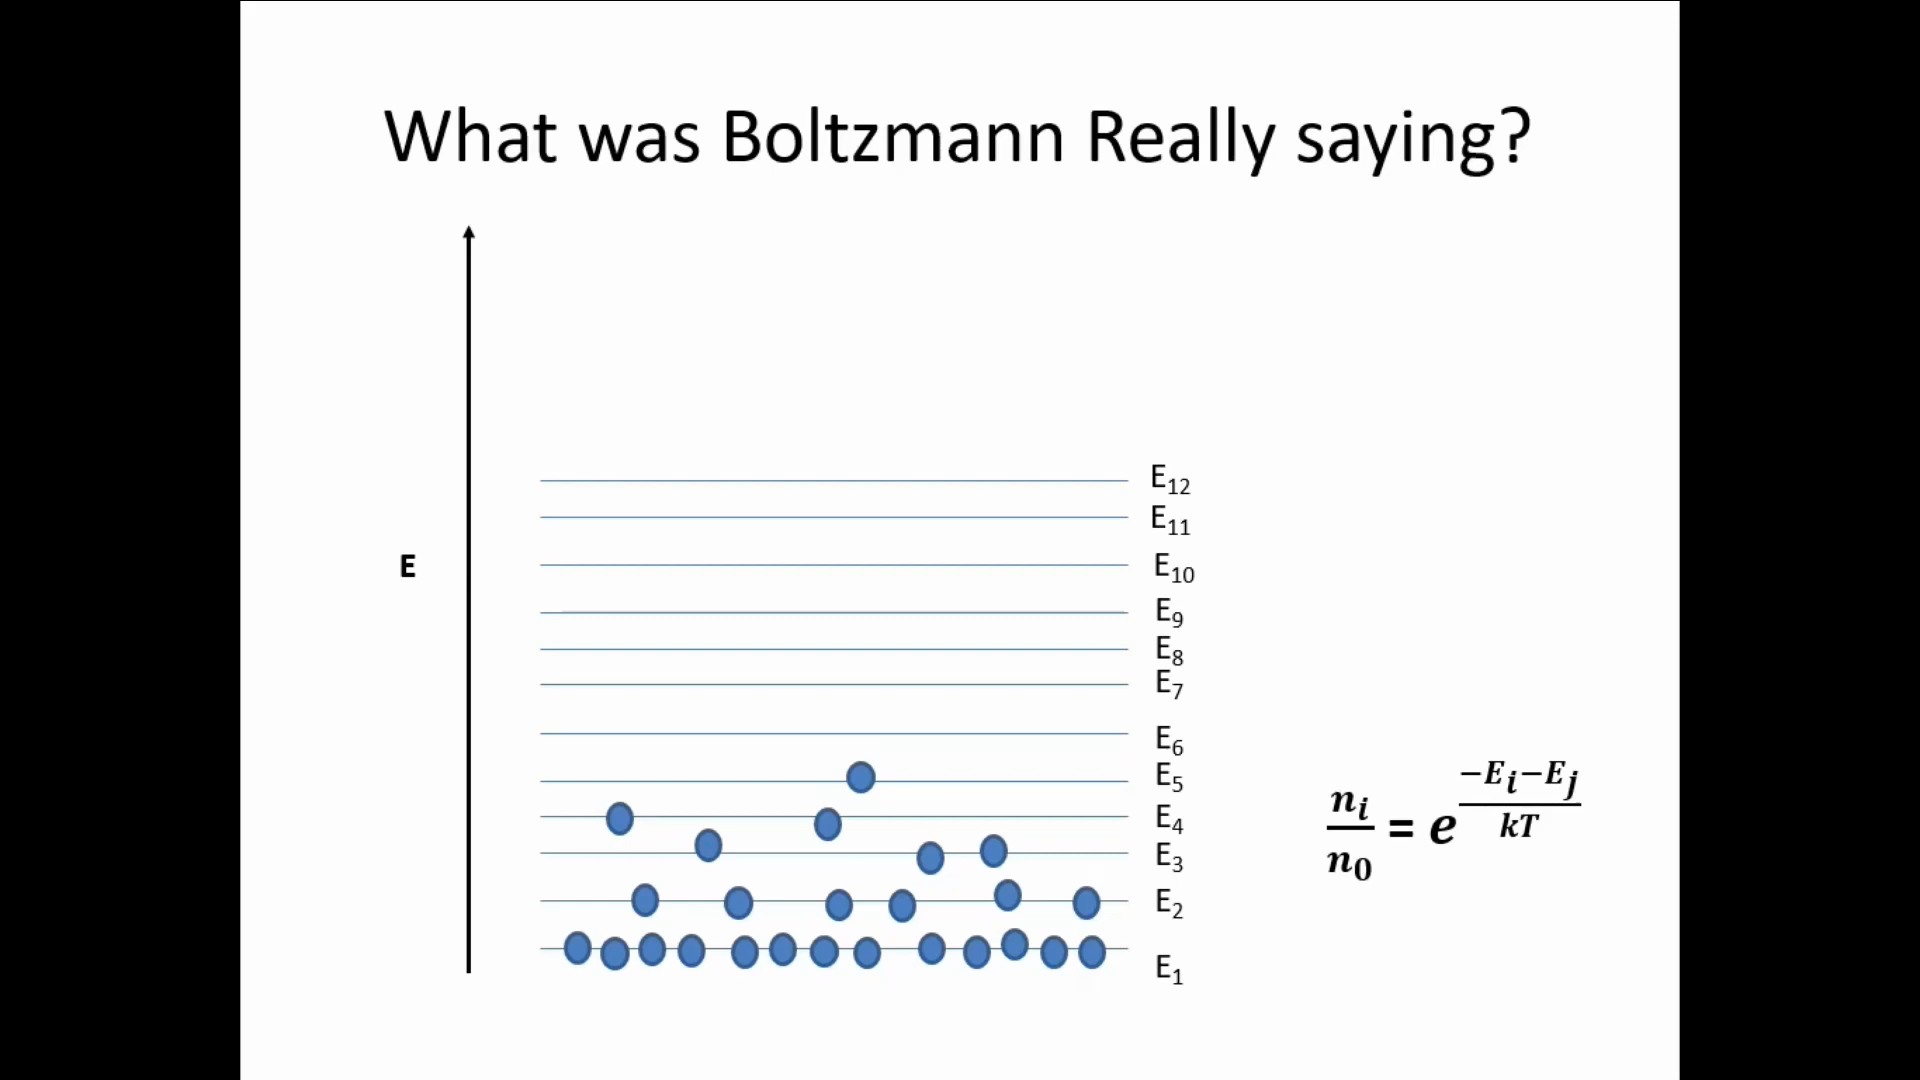 What was Boltzmann Really saying?
E₁₂
E₁₁
E
E₁₀
E₉
E₈
E₇
E₆
E₅
E₄
E₃
E₂
E₁
nᵢ/n₀ = e^((-Eᵢ-Eⱼ)/kT)